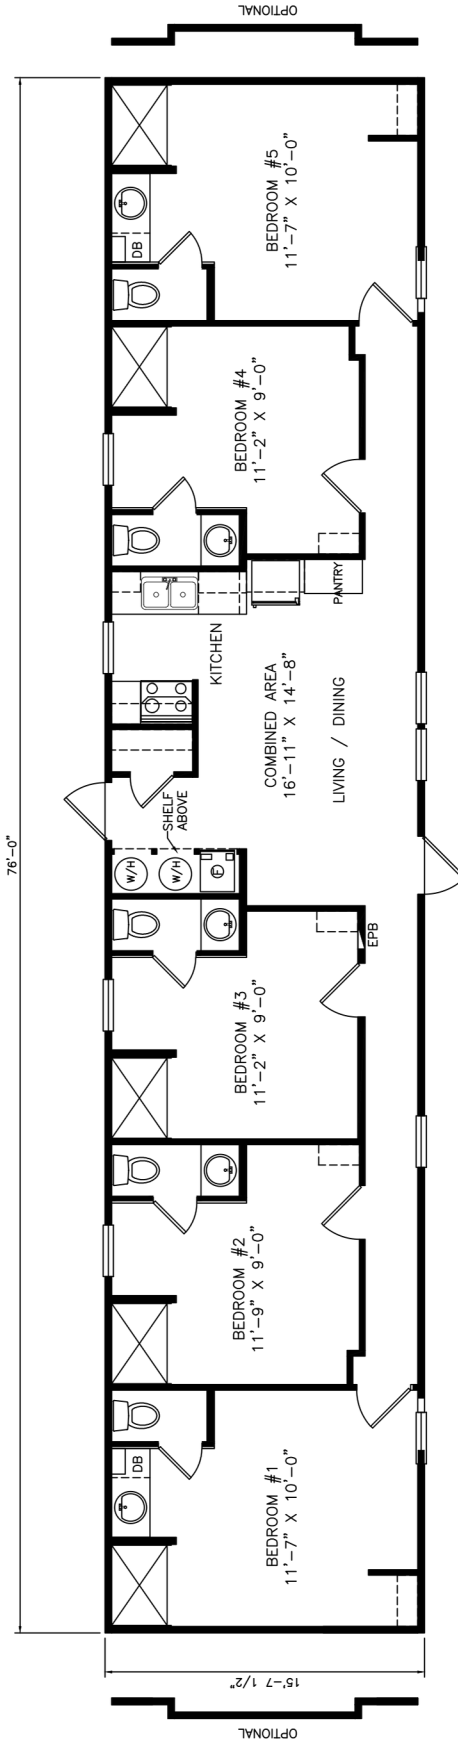 OPTIONAL
76'-0"
15'-7 1/2"
DB
BEDROOM #1
11'-7" X 10'-0"
BEDROOM #2
11'-9" X 9'-0"
BEDROOM #3
11'-2" X 9'-0"
EPB
W/H
W/H
F
SHELF
ABOVE
KITCHEN
COMBINED AREA
16'-11" X 14'-8"
LIVING / DINING
PANTRY
BEDROOM #4
11'-2" X 9'-0"
DB
BEDROOM #5
11'-7" X 10'-0"
OPTIONAL